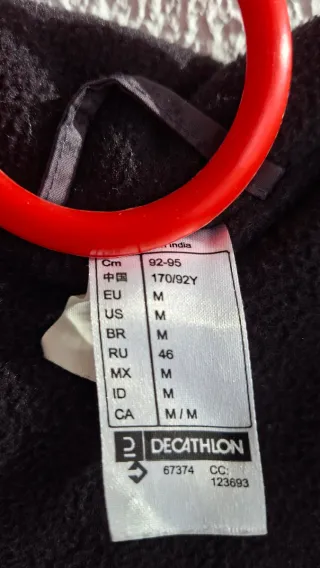 India
Cm 92-95
中国 170/92Y
EU M
US M
BR M
RU 46
MX M
ID M
CA M / M
DECATHLON
67374 CC:
123693